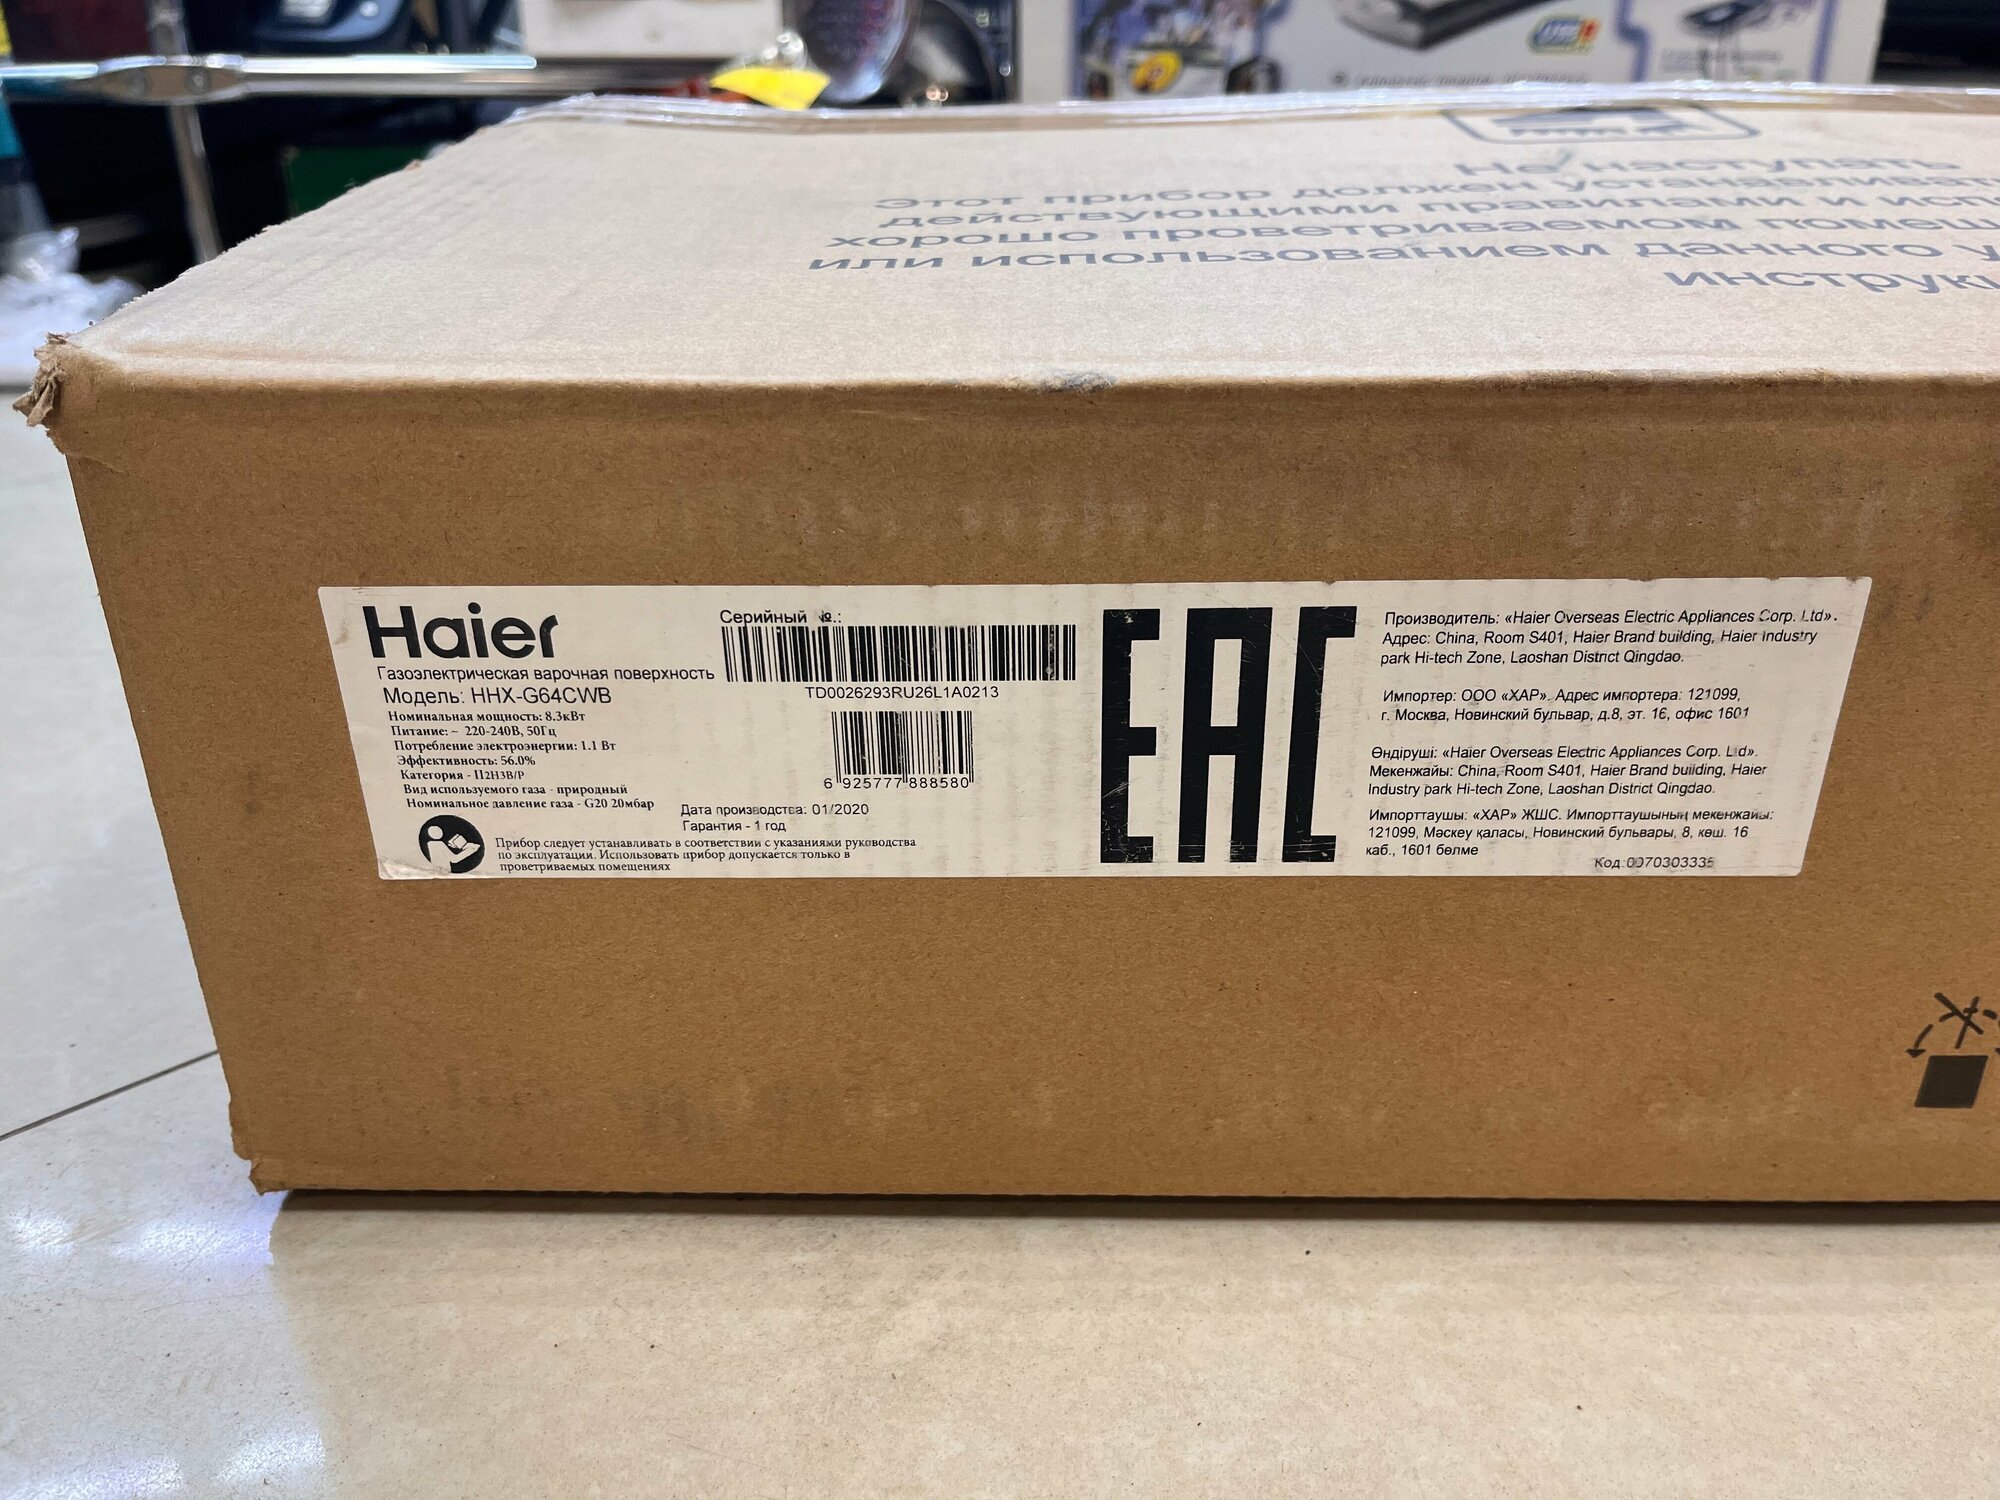 Не наступать
Этот прибор должен устанавливат
действующими правилами и испо
хорошо проветриваемом помещ
или использованием данного у
инструкц
Haier
Газоэлектрическая варочная поверхность
Модель: HHX-G64CWB
Номинальная мощность: 8.3кВт
Питание: ~ 220-240В, 50Гц
Потребление электроэнергии: 1.1 Вт
Эффективность: 56.0%
Категория - II2H3B/P
Вид используемого газа - природный
Номинальное давление газа - G20 20мбар
Прибор следует устанавливать в соответствии с указаниями руководства
по эксплуатации. Использовать прибор допускается только в
проветриваемых помещениях
Серийный №.:
TD0026293RU26L1A0213
6 925777 888580
Дата производства: 01/2020
Гарантия - 1 год
EAC
Производитель: «Haier Overseas Electric Appliances Corp. Ltd».
Адрес: China, Room S401, Haier Brand building, Haier Industry
park Hi-tech Zone, Laoshan District Qingdao.
Импортер: ООО «ХАР». Адрес импортера: 121099,
г. Москва, Новинский бульвар, д.8, эт. 16, офис 1601
Өндіруші: «Haier Overseas Electric Appliances Corp. Ltd».
Мекенжайы: China, Room S401, Haier Brand building, Haier
Industry park Hi-tech Zone, Laoshan District Qingdao.
Импорттаушы: «ХАР» ЖШС. Импорттаушының мекенжайы:
121099, Мәскеу қаласы, Новинский бульвары, 8, көш. 16
каб., 1601 бөлме
Код:0070303335